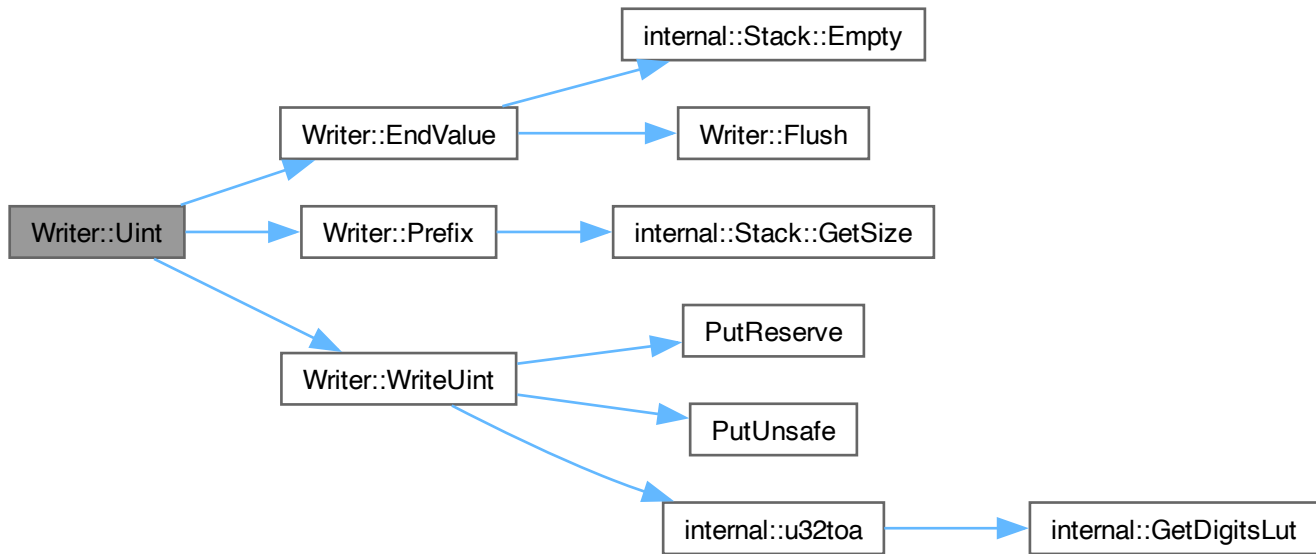 internal::Stack::Empty
Writer::EndValue
Writer::Flush
Writer::Uint
Writer::Prefix
internal::Stack::GetSize
PutReserve
Writer::WriteUint
PutUnsafe
internal::u32toa
internal::GetDigitsLut